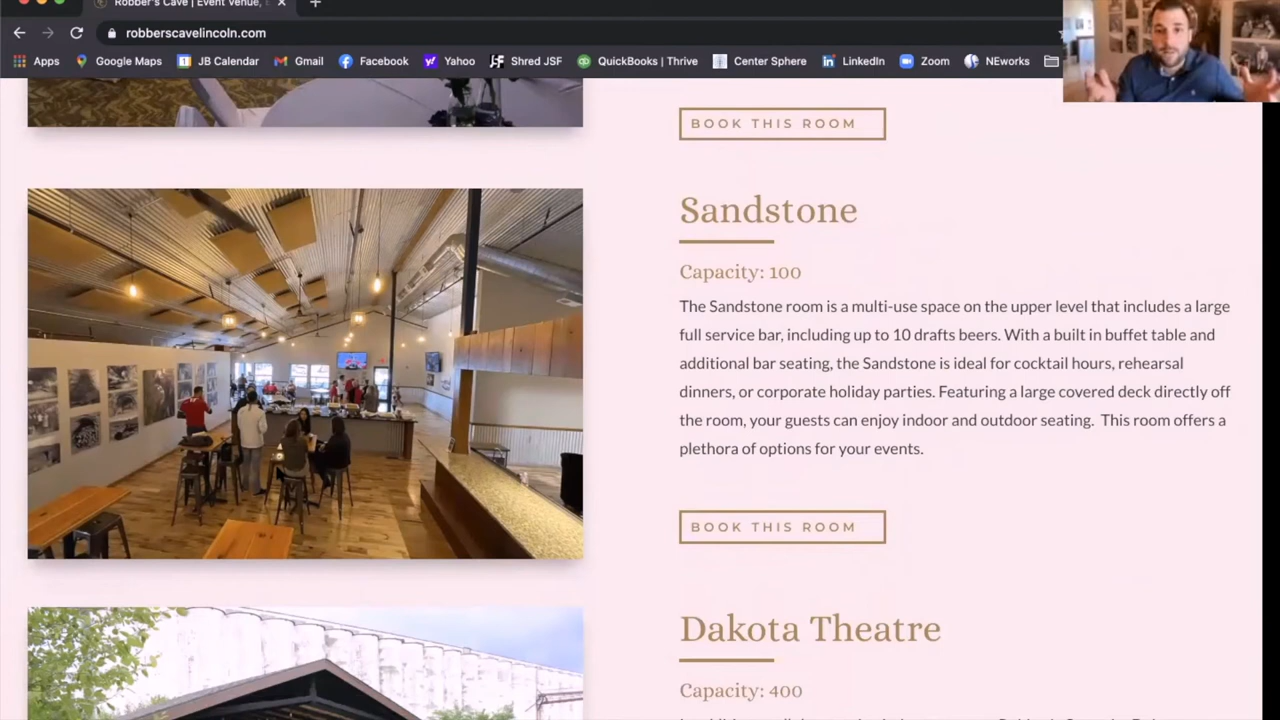 Robber's Cave | Event Venue,
robberscavelincoln.com
Apps Google Maps JB Calendar Gmail Facebook Yahoo Shred JSF QuickBooks | Thrive Center Sphere LinkedIn Zoom NEworks
BOOK THIS ROOM
Sandstone
Capacity: 100
The Sandstone room is a multi-use space on the upper level that includes a large
full service bar, including up to 10 drafts beers. With a built in buffet table and
additional bar seating, the Sandstone is ideal for cocktail hours, rehearsal
dinners, or corporate holiday parties. Featuring a large covered deck directly off
the room, your guests can enjoy indoor and outdoor seating.  This room offers a
plethora of options for your events.
BOOK THIS ROOM
Dakota Theatre
Capacity: 400